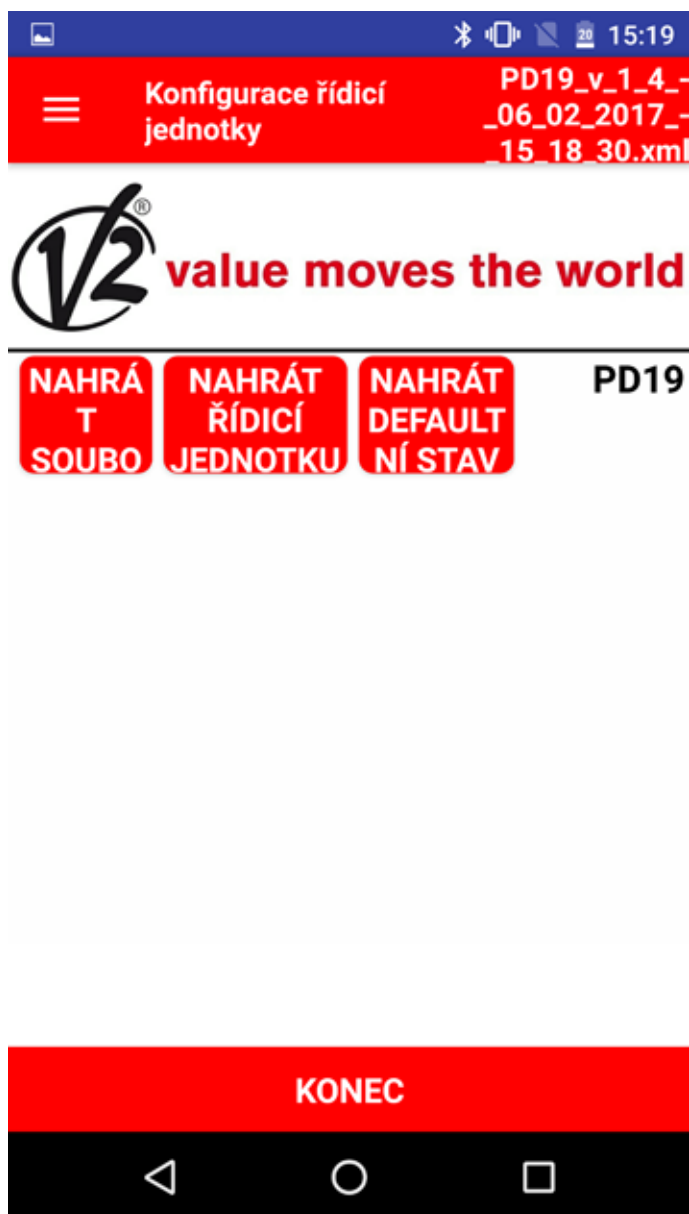 20 15:19
Konfigurace řídicí
jednotky
PD19_v_1_4_-
_06_02_2017_-
_15_18_30.xml
V2®
value moves the world
NAHRÁ
T
SOUBO
NAHRÁT
ŘÍDICÍ
JEDNOTKU
NAHRÁT
DEFAULT
NÍ STAV
PD19
KONEC